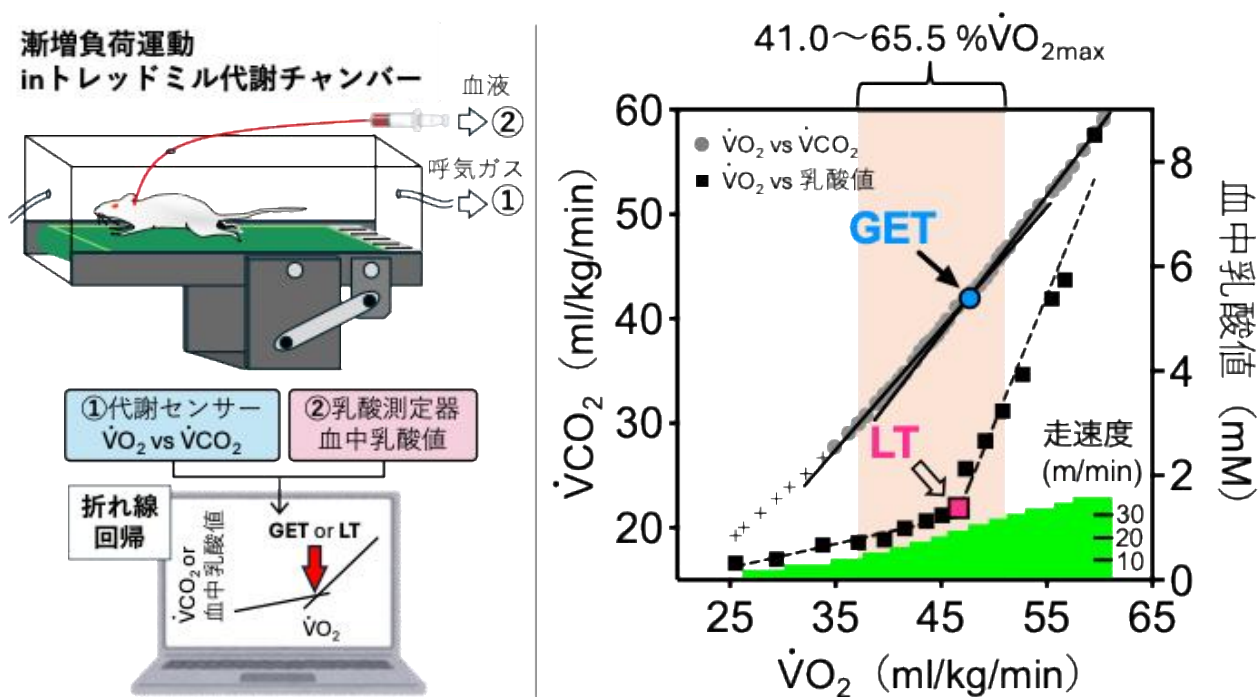 漸増負荷運動
inトレッドミル代謝チャンバー
血液
②
呼気ガス
①
①代謝センサー
V̇O₂ vs V̇CO₂
②乳酸測定器
血中乳酸値
折れ線
回帰
GET or LT
V̇CO₂ or
血中乳酸値
V̇O₂
41.0～65.5 %V̇O₂max
V̇O₂ vs V̇CO₂
V̇O₂ vs 乳酸値
GET
LT
走速度
(m/min)
30
20
10
60
50
40
30
20
V̇CO₂（ml/kg/min）
8
6
4
2
0
血中乳酸値（mM）
25
35
45
55
65
V̇O₂（ml/kg/min）